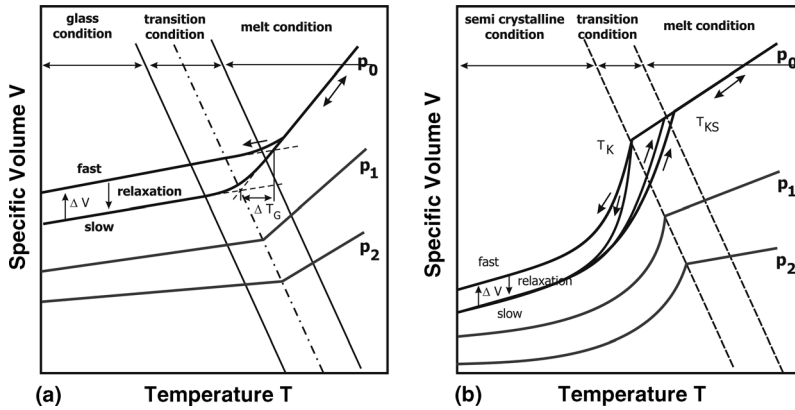 glass condition
transition condition
melt condition
p0
fast
relaxation
Δ V
slow
Δ TG
p1
p2
Specific Volume V
(a)
Temperature T
semi crystalline condition
transition condition
melt condition
p0
TK
TKS
p1
fast
relaxation
Δ V
slow
p2
Specific Volume V
(b)
Temperature T